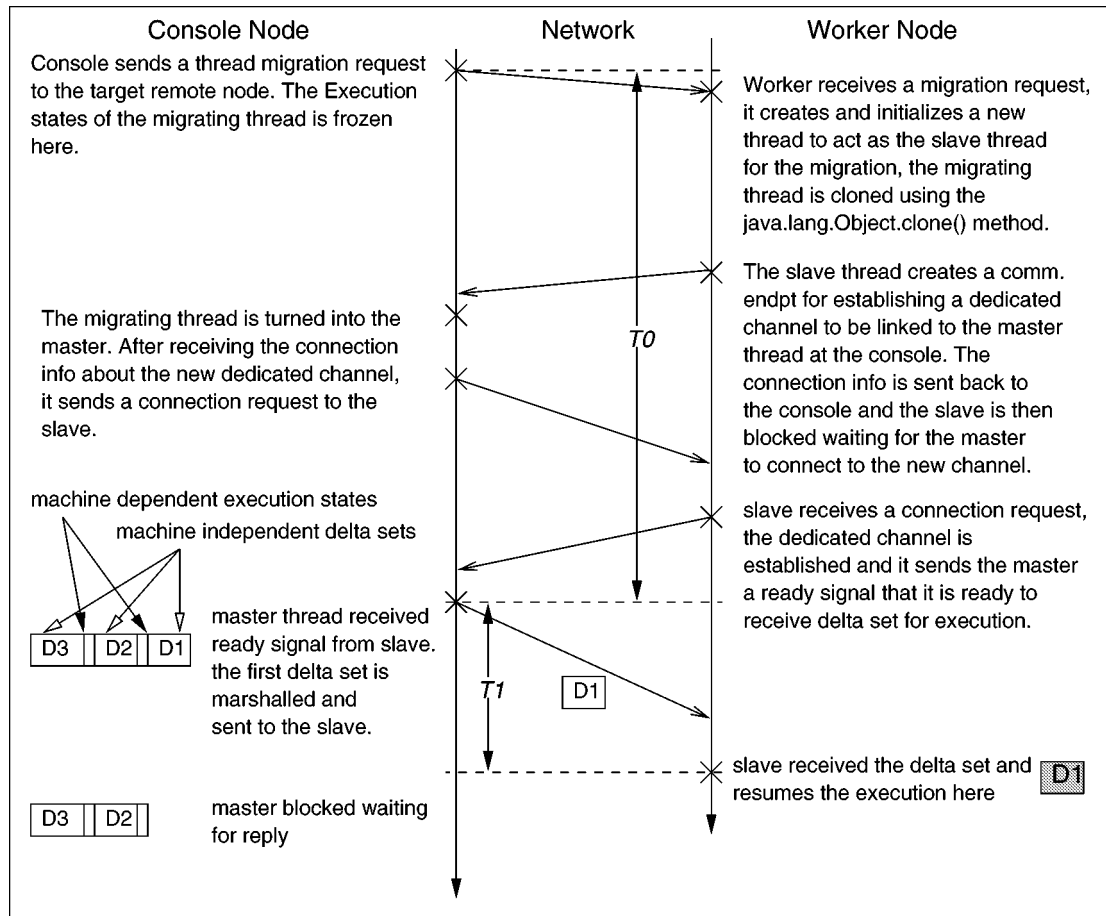 Console Node
Network
Worker Node
Console sends a thread migration request
to the target remote node. The Execution
states of the migrating thread is frozen
here.
Worker receives a migration request,
it creates and initializes a new
thread to act as the slave thread
for the migration, the migrating
thread is cloned using the
java.lang.Object.clone() method.
The slave thread creates a comm.
endpt for establishing a dedicated
channel to be linked to the master
thread at the console. The
connection info is sent back to
the console and the slave is then
blocked waiting for the master
to connect to the new channel.
T0
The migrating thread is turned into the
master. After receiving the connection
info about the new dedicated channel,
it sends a connection request to the
slave.
machine dependent execution states
machine independent delta sets
slave receives a connection request,
the dedicated channel is
established and it sends the master
a ready signal that it is ready to
receive delta set for execution.
D3 D2 D1
master thread received
ready signal from slave.
the first delta set is
marshalled and
sent to the slave.
T1
D1
slave received the delta set and
resumes the execution here
D1
D3 D2
master blocked waiting
for reply